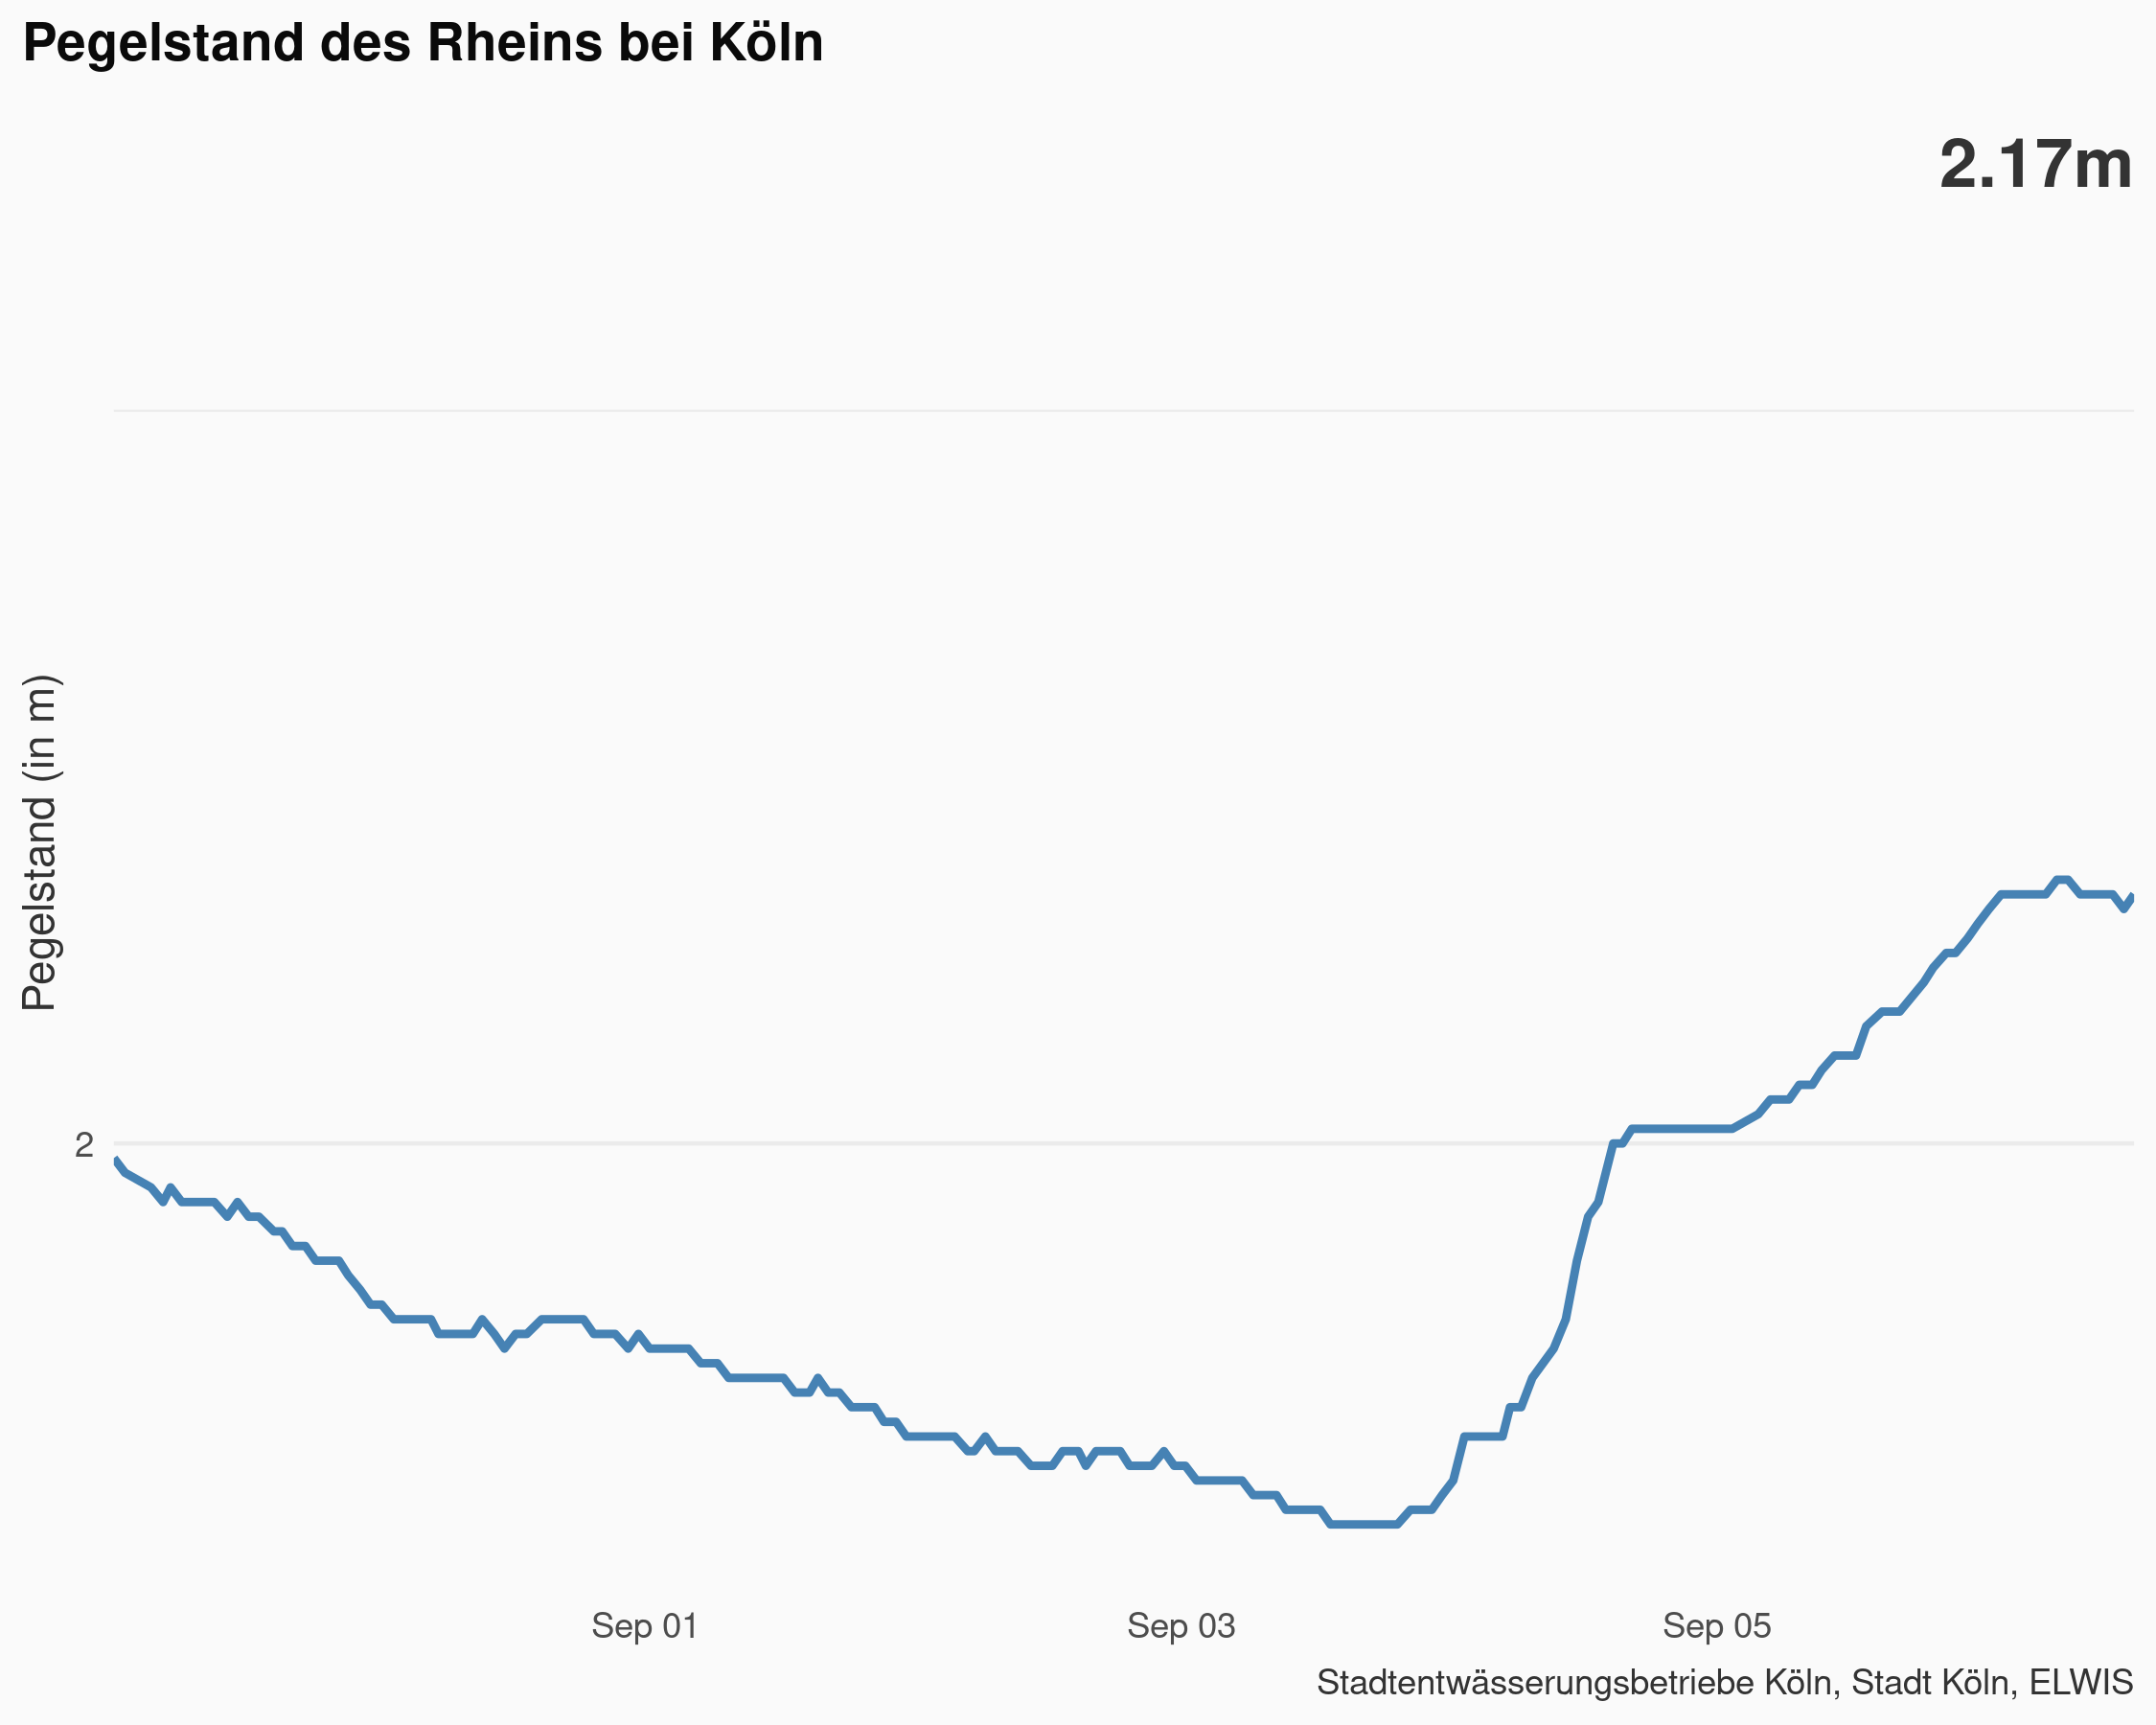 Pegelstand des Rheins bei Köln
2.17m
Pegelstand (in m)
2
Sep 01
Sep 03
Sep 05
Stadtentwässerungsbetriebe Köln, Stadt Köln, ELWIS